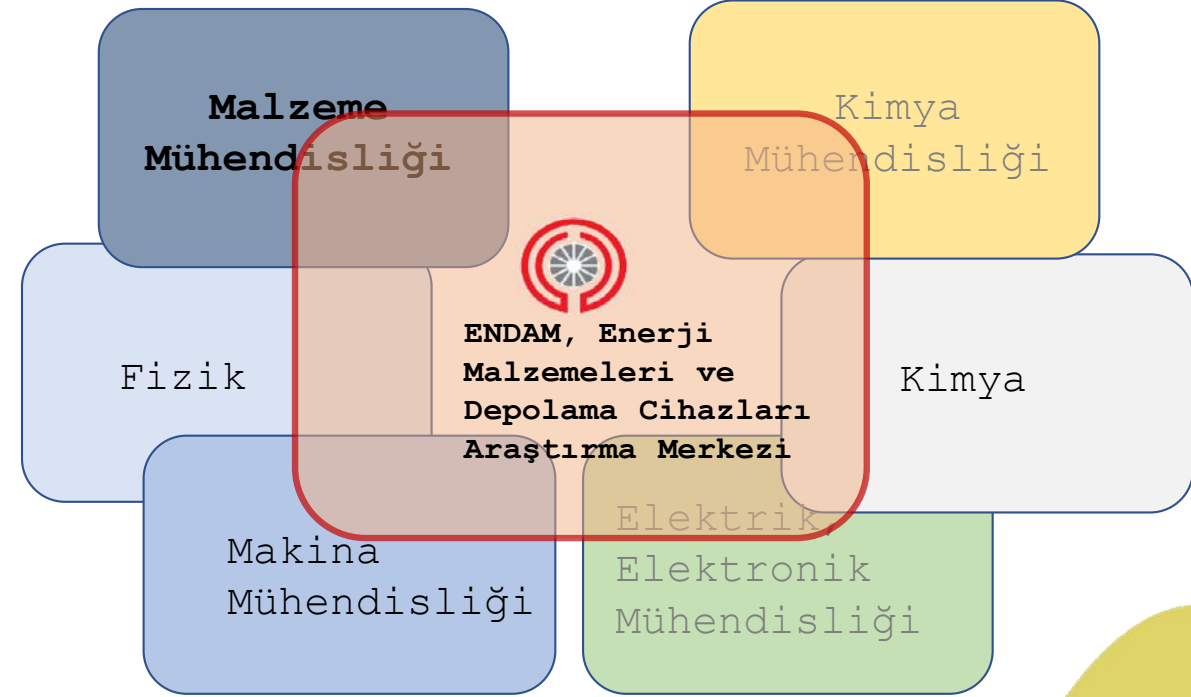 Malzeme
Mühendisliği
Kimya
Mühendisliği
ENDAM, Enerji
Malzemeleri ve
Depolama Cihazları
Araştırma Merkezi
Fizik
Kimya
Makina
Mühendisliği
Elektrik,
Elektronik
Mühendisliği